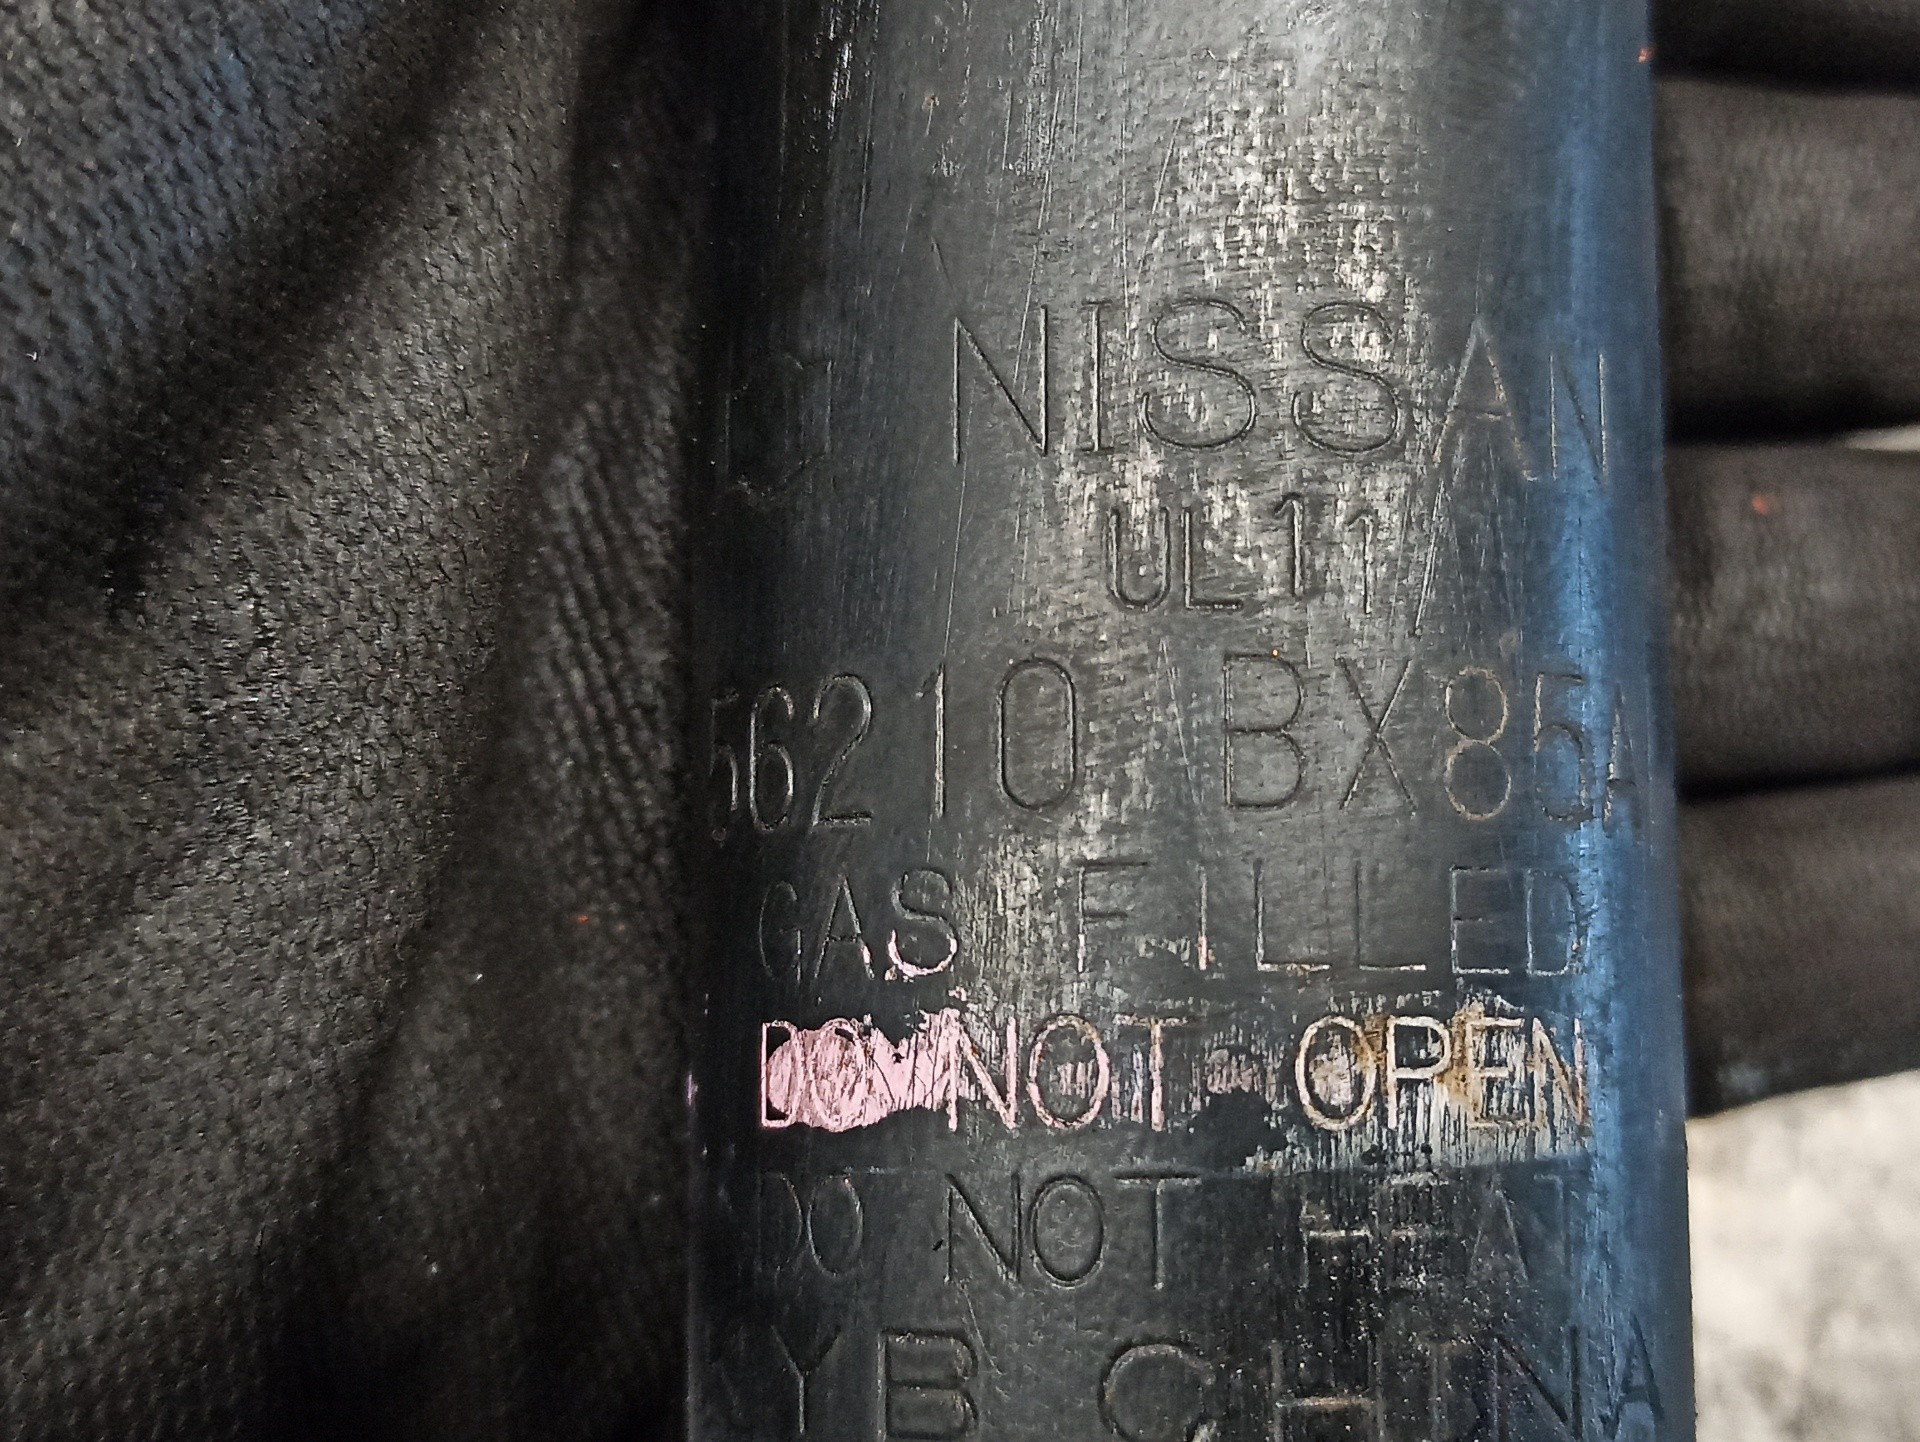 NISSAN
UL11
56210 BX85A
GAS FILLED
DO NOT OPEN
DO NOT HEAT
KYB CHINA